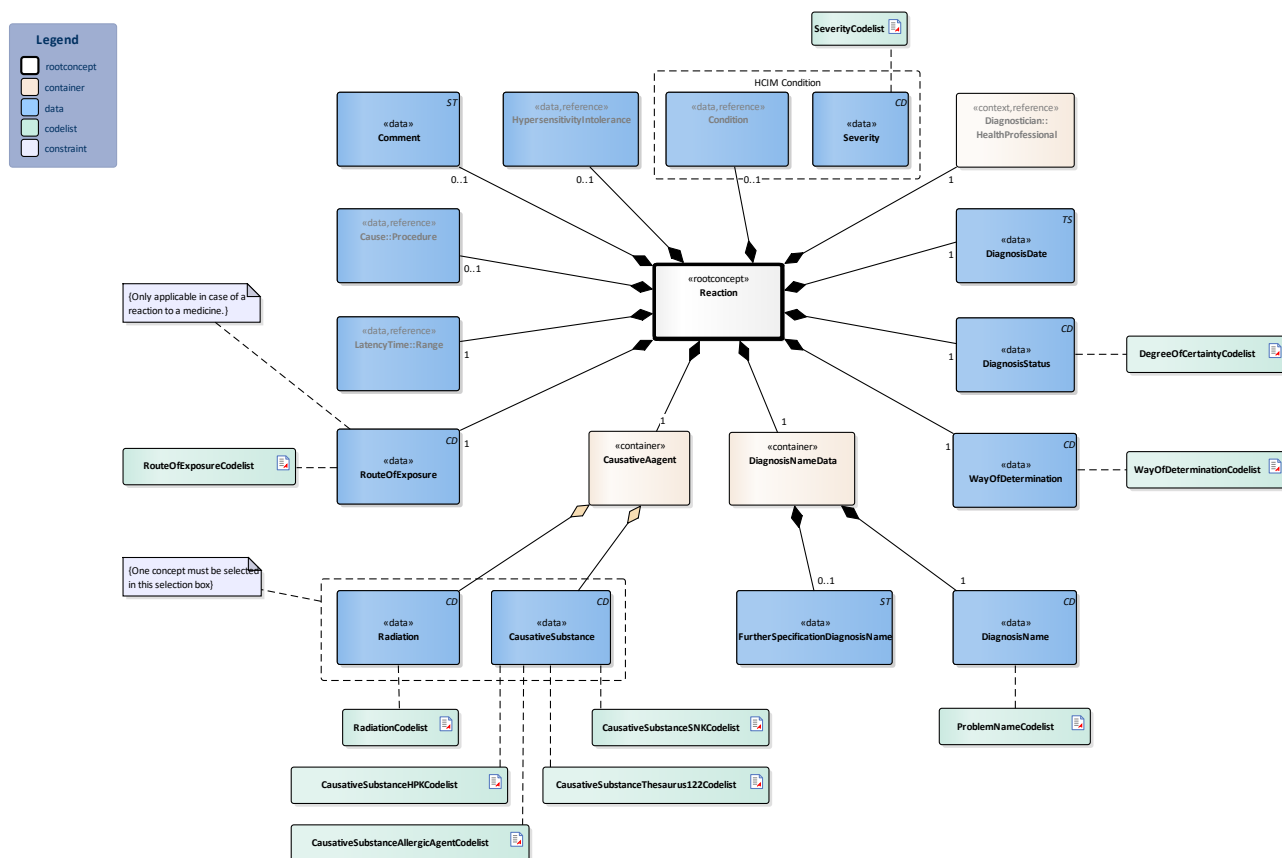 Legend
rootconcept
container
data
codelist
constraint
SeverityCodelist
HCIM Condition
ST
«data»
Comment
0..1
«data,reference»
HypersensitivityIntolerance
0..1
«data,reference»
Condition
0..1
CD
«data»
Severity
«context,reference»
Diagnostician::
HealthProfessional
1
«data,reference»
Cause::Procedure
0..1
TS
«data»
DiagnosisDate
1
«rootconcept»
Reaction
{Only applicable in case of a
reaction to a medicine.}
«data,reference»
LatencyTime::Range
1
CD
«data»
DiagnosisStatus
1
DegreeOfCertaintyCodelist
RouteOfExposureCodelist
CD
«data»
RouteOfExposure
1
1
«container»
CausativeAagent
1
«container»
DiagnosisNameData
CD
«data»
WayOfDetermination
1
WayOfDeterminationCodelist
{One concept must be selected
in this selection box}
CD
«data»
Radiation
CD
«data»
CausativeSubstance
0..1
ST
«data»
FurtherSpecificationDiagnosisName
1
CD
«data»
DiagnosisName
RadiationCodelist
CausativeSubstanceSNKCodelist
ProblemNameCodelist
CausativeSubstanceHPKCodelist
CausativeSubstanceThesaurus122Codelist
CausativeSubstanceAllergicAgentCodelist